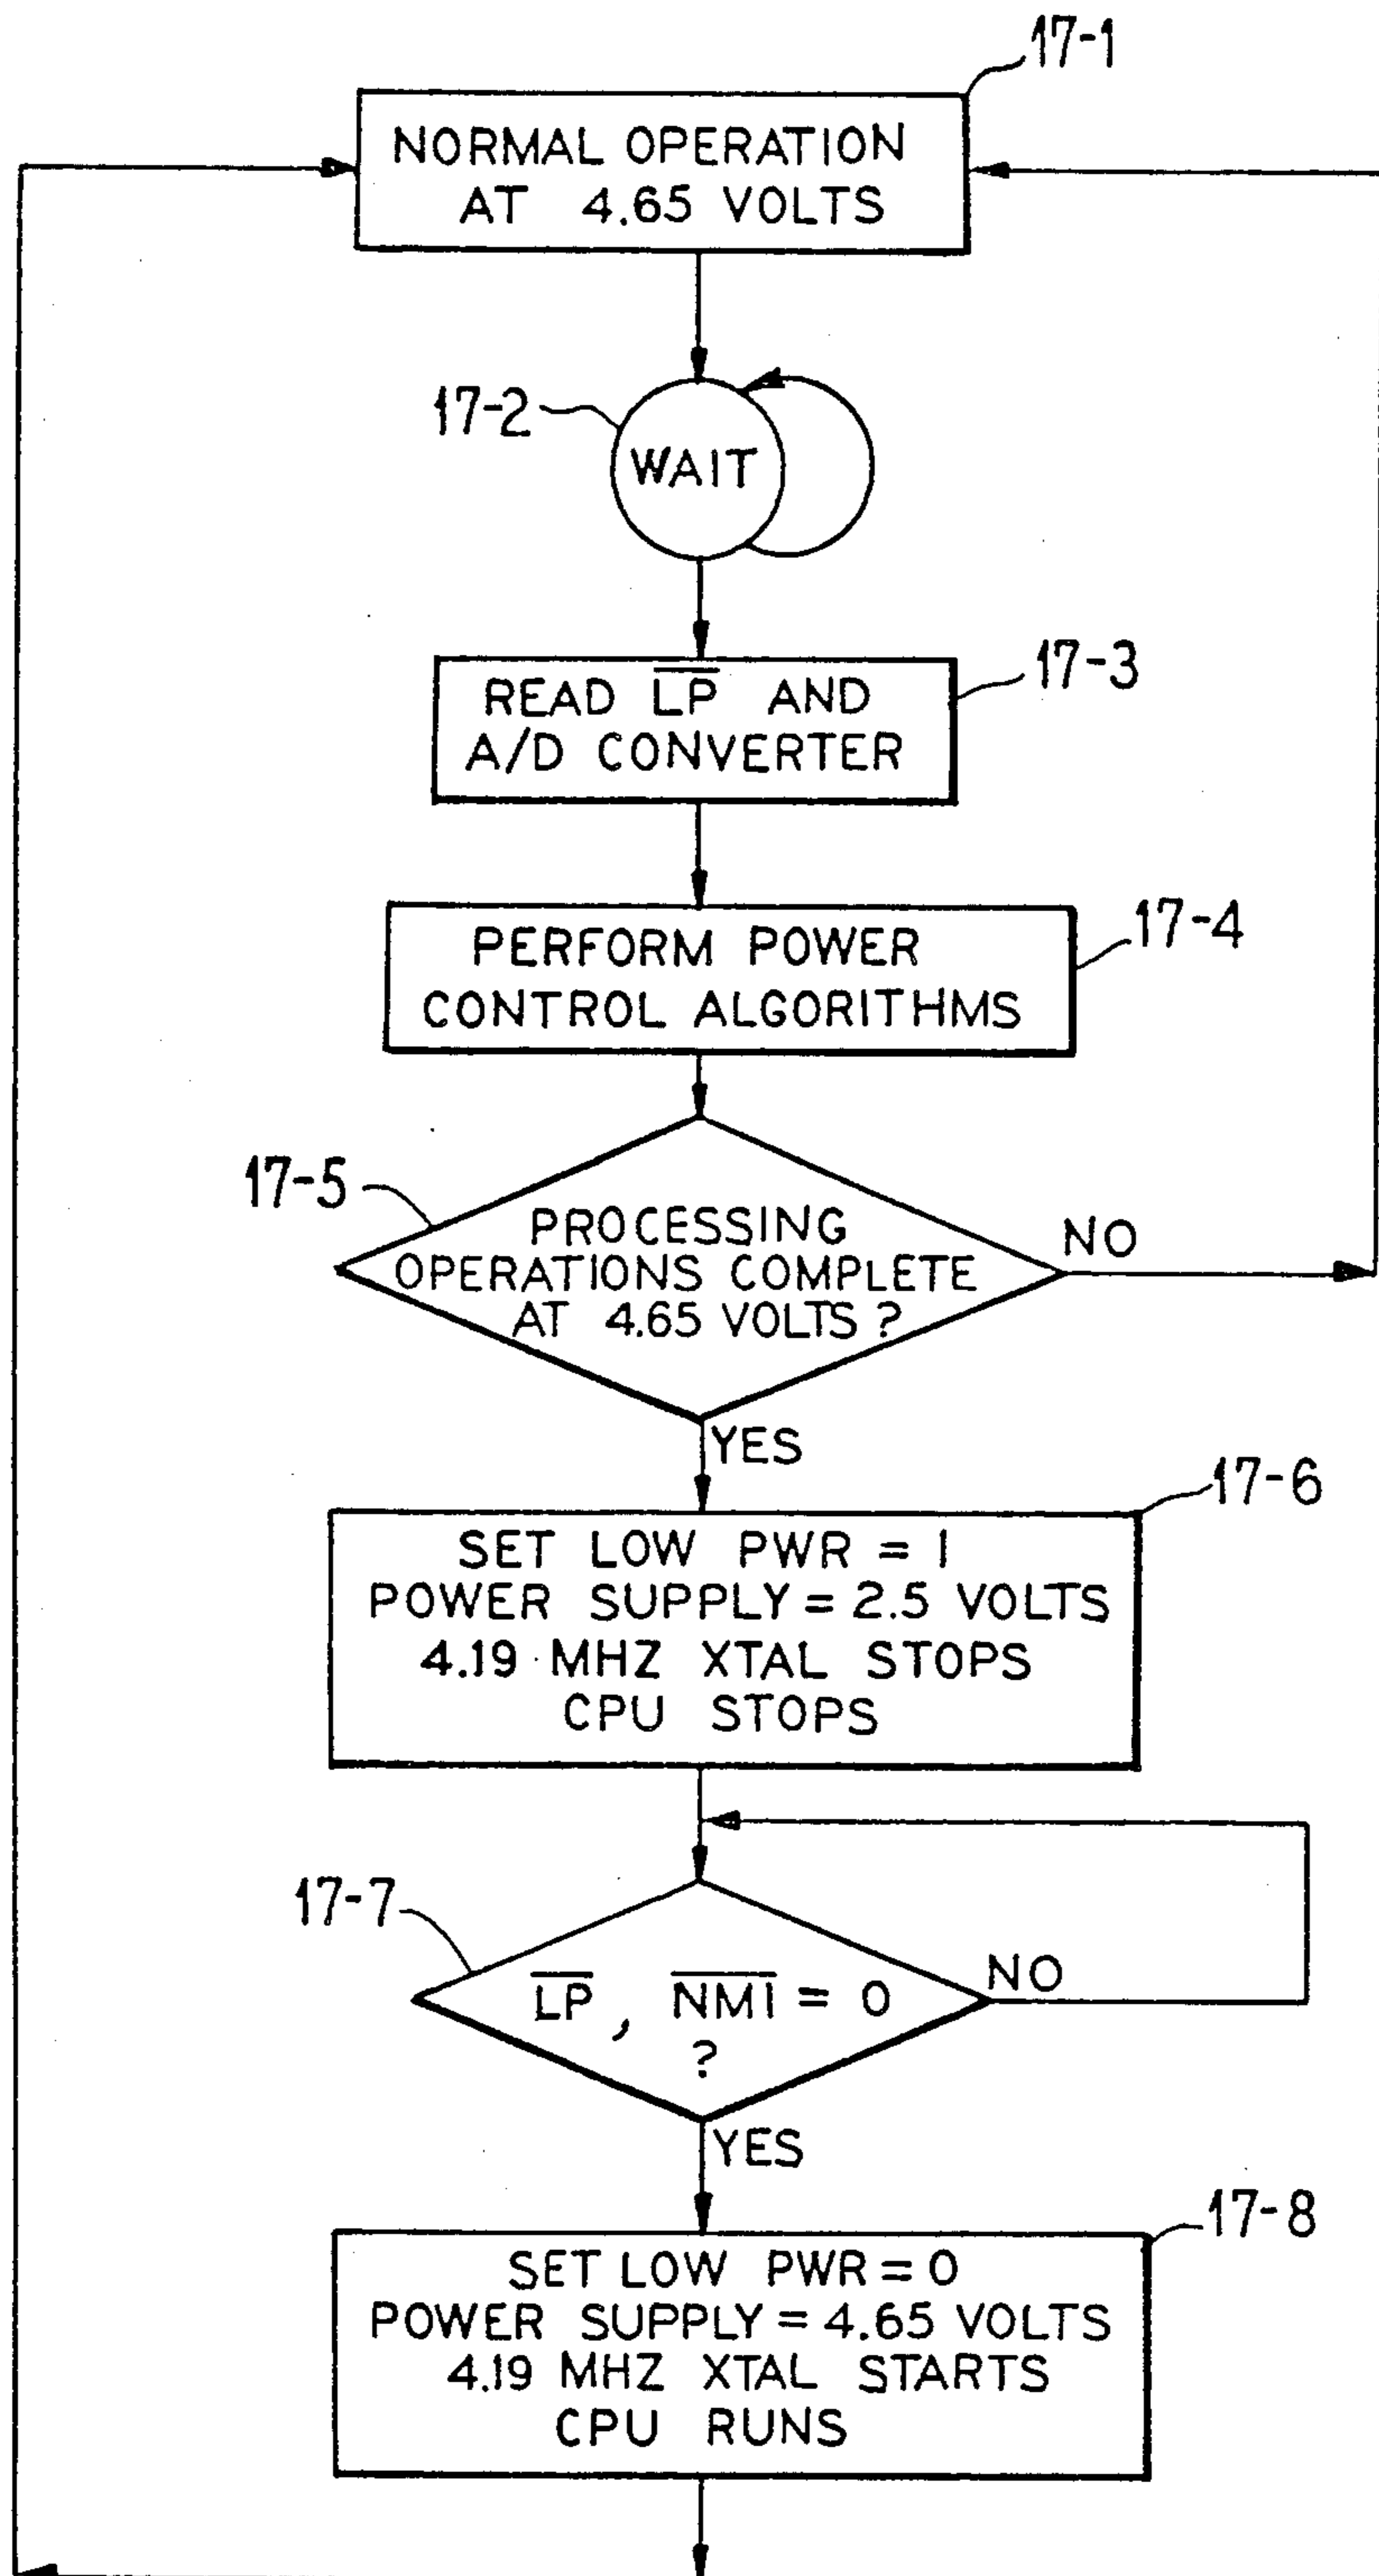 17-1
NORMAL OPERATION
AT 4.65 VOLTS
17-2
WAIT
17-3
READ L̅P̅ AND
A/D CONVERTER
17-4
PERFORM POWER
CONTROL ALGORITHMS
17-5
PROCESSING
OPERATIONS COMPLETE
AT 4.65 VOLTS ?
NO
YES
17-6
SET LOW PWR = 1
POWER SUPPLY = 2.5 VOLTS
4.19 MHZ XTAL STOPS
CPU STOPS
17-7
L̅P̅, N̅M̅I̅ = 0
?
NO
YES
17-8
SET LOW PWR = 0
POWER SUPPLY = 4.65 VOLTS
4.19 MHZ XTAL STARTS
CPU RUNS